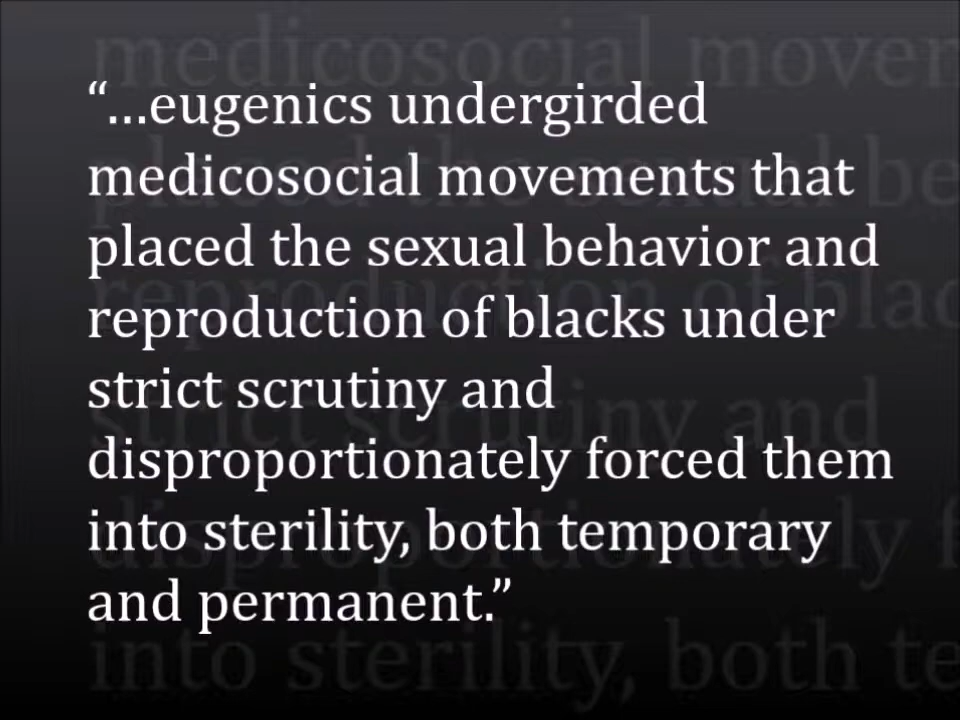 “…eugenics undergirded
medicosocial movements that
placed the sexual behavior and
reproduction of blacks under
strict scrutiny and
disproportionately forced them
into sterility, both temporary
and permanent.”